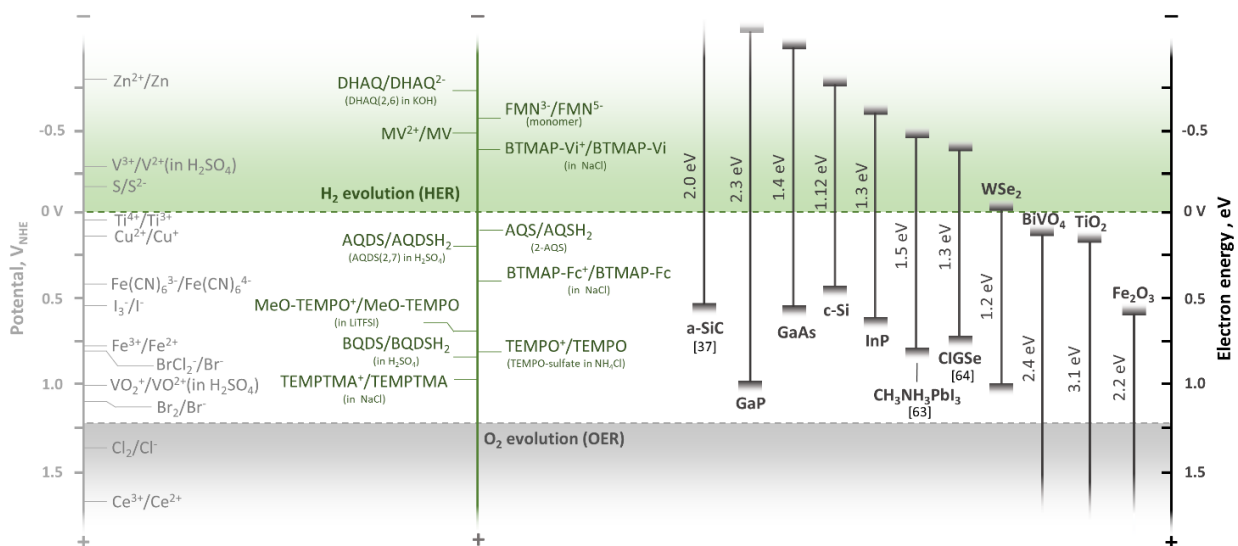 −
−
−
Zn²⁺/Zn
-0.5
V³⁺/V²⁺(in H₂SO₄)
S/S²⁻
0 V
Ti⁴⁺/Ti³⁺
Cu²⁺/Cu⁺
Fe(CN)₆³⁻/Fe(CN)₆⁴⁻
0.5
I₃⁻/I⁻
Fe³⁺/Fe²⁺
BrCl₂⁻/Br⁻
1.0
VO₂⁺/VO²⁺(in H₂SO₄)
Br₂/Br⁻
Cl₂/Cl⁻
1.5
Ce³⁺/Ce²⁺
Potental, V_NHE
+
DHAQ/DHAQ²⁻
(DHAQ(2,6) in KOH)
FMN³⁻/FMN⁵⁻
(monomer)
MV²⁺/MV
BTMAP-Vi⁺/BTMAP-Vi
(in NaCl)
H₂ evolution (HER)
AQS/AQSH₂
(2-AQS)
AQDS/AQDSH₂
(AQDS(2,7) in H₂SO₄)
BTMAP-Fc⁺/BTMAP-Fc
(in NaCl)
MeO-TEMPO⁺/MeO-TEMPO
(in LiTFSI)
BQDS/BQDSH₂
(in H₂SO₄)
TEMPO⁺/TEMPO
(TEMPO-sulfate in NH₄Cl)
TEMPTMA⁺/TEMPTMA
(in NaCl)
O₂ evolution (OER)
+
2.0 eV
a-SiC
[37]
2.3 eV
GaP
1.4 eV
GaAs
1.12 eV
c-Si
1.3 eV
InP
1.5 eV
CH₃NH₃PbI₃
[63]
1.3 eV
CIGSe
[64]
WSe₂
1.2 eV
BiVO₄
2.4 eV
TiO₂
3.1 eV
Fe₂O₃
2.2 eV
-0.5
0 V
0.5
1.0
1.5
Electron energy, eV
+